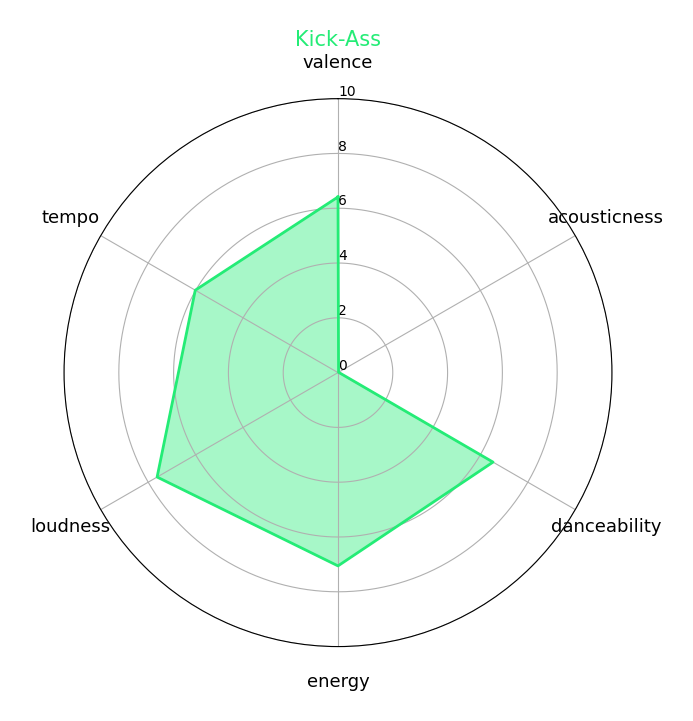 Kick-Ass
valence
10
8
tempo
6
acousticness
4
2
0
loudness
danceability
energy